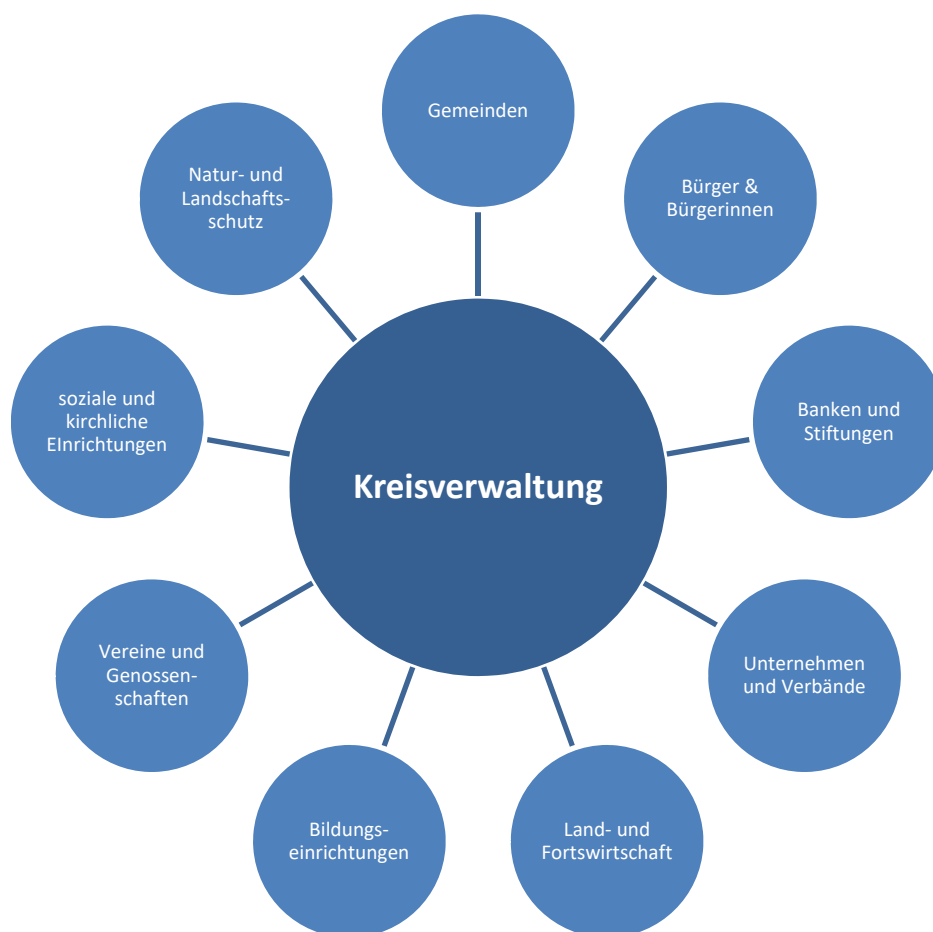 Gemeinden
Bürger &
Bürgerinnen
Banken und
Stiftungen
Unternehmen
und Verbände
Land- und
Fortswirtschaft
Bildungs-
einrichtungen
Vereine und
Genossen-
schaften
soziale und
kirchliche
EInrichtungen
Natur- und
Landschafts-
schutz
Kreisverwaltung